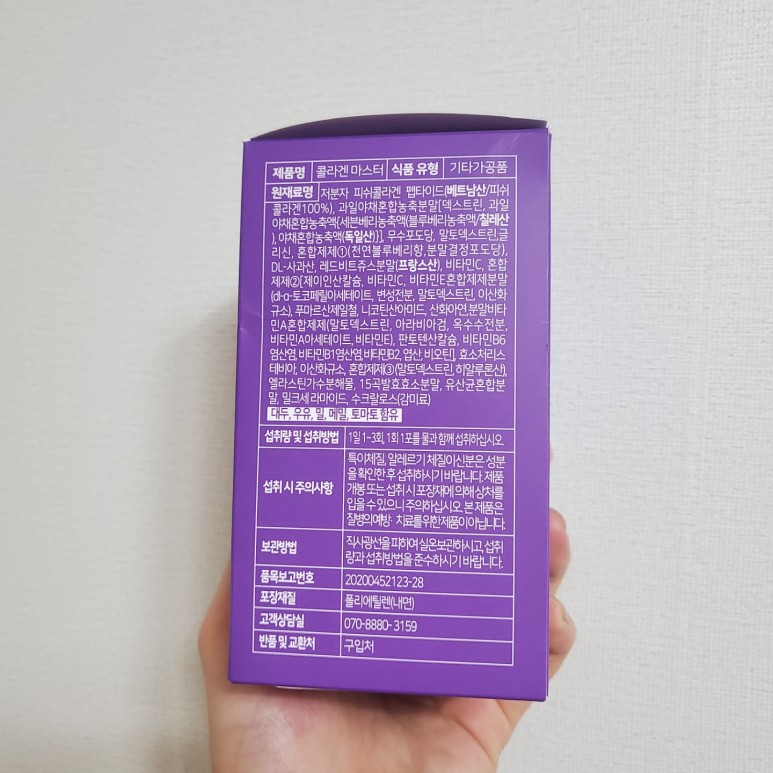 제품명 콜라겐 마스터 식품 유형 기타가공품
원재료명 저분자 피쉬콜라겐 펩타이드(베트남산/피쉬
콜라겐100%), 과일야채혼합농축분말[덱스트린, 과일
야채혼합농축액{세븐베리농축액(블루베리농축액/칠레산
), 야채혼합농축액(독일산)}], 무수포도당, 말토덱스트린,글
리신, 혼합제제①(천연블루베리향,분말결정포도당),
DL-사과산, 레드비트쥬스분말(프랑스산), 비타민C, 혼합
제제②[제이인산칼슘, 비타민C, 비타민E혼합제제분말
(dl-α-토코페릴아세테이트, 변성전분, 말토덱스트린, 이산화
규소), 푸마르산제일철, 니코틴산아미드, 산화아연,분말비타
민A혼합제제(말토덱스트린, 아라비아검, 옥수수전분,
비타민A아세테이트, 비타민E), 판토텐산칼슘, 비타민B6
염산염, 비타민B1염산염,비타민B2, 엽산, 비오틴], 효소처리스
테비아, 이산화규소, 혼합제제③(말토덱스트린, 히알루론산),
엘라스틴가수분해물, 15곡발효효소분말, 유산균혼합분
말, 밀크세라마이드, 수크랄로스(감미료)
대두, 우유, 밀, 메밀, 토마토 함유
섭취량 및 섭취방법 1일 1~3회, 1회 1포를 물과 함께 섭취하십시오.
섭취 시 주의사항 특이체질, 알레르기 체질이신분은 성분
을 확인한 후 섭취하시기 바랍니다. 제품
개봉 또는 섭취 시 포장재에 의해 상처를
입을 수 있으니 주의하십시오. 본 제품은
질병의 예방·치료를 위한 제품이 아닙니다.
보관방법 직사광선을 피하여 실온보관하시고, 섭취
량과 섭취방법을 준수하시기 바랍니다.
품목보고번호 20200452123-28
포장재질 폴리에틸렌(내면)
고객상담실 070-8880-3159
반품 및 교환처 구입처